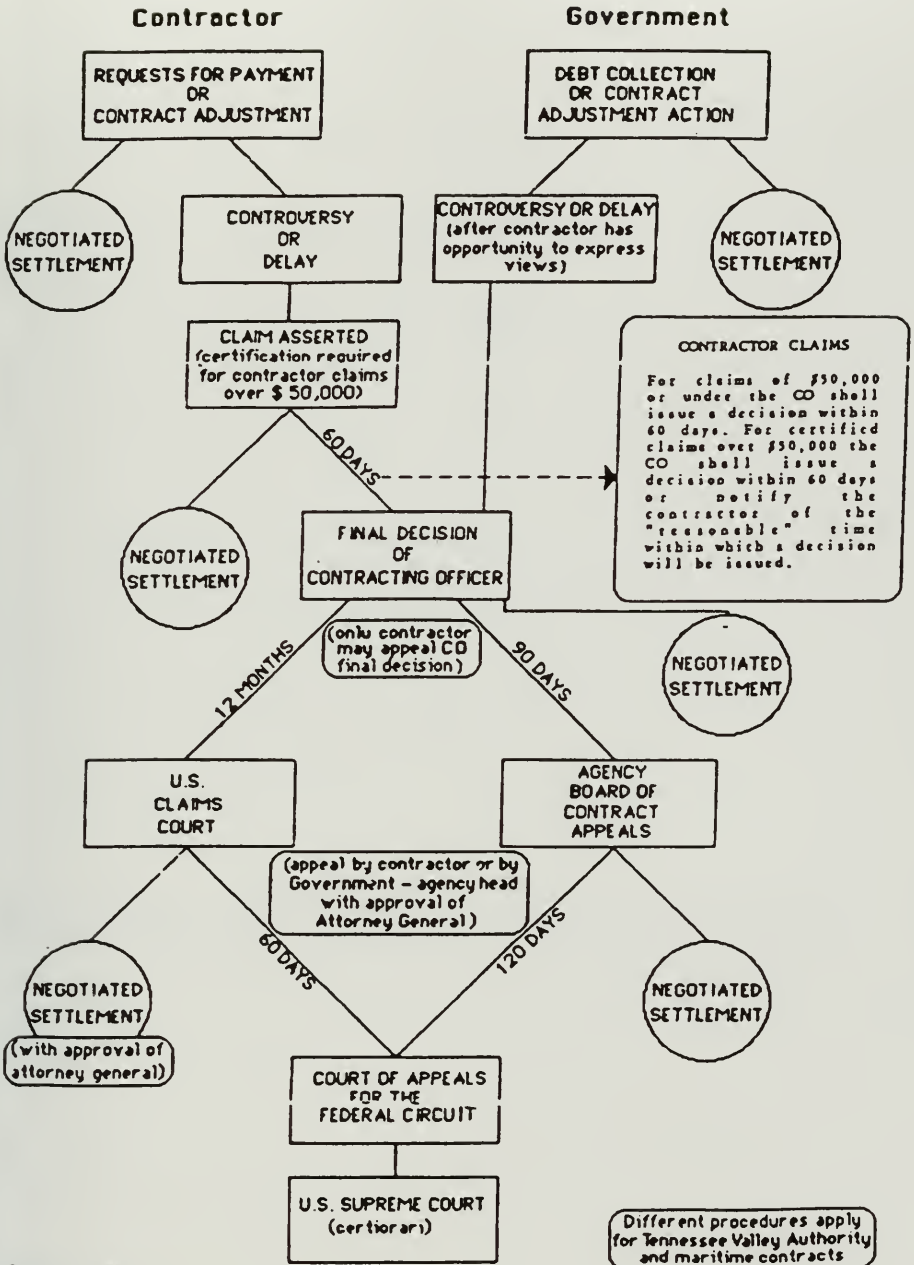 Contractor
Government
REQUESTS FOR PAYMENT
OR
CONTRACT ADJUSTMENT
DEBT COLLECTION
OR CONTRACT
ADJUSTMENT ACTION
NEGOTIATED
SETTLEMENT
CONTROVERSY
OR
DELAY
CONTROVERSY OR DELAY
(after contractor has
opportunity to express
views)
NEGOTIATED
SETTLEMENT
CLAIM ASSERTED
(certification required
for contractor claims
over $ 50,000)
CONTRACTOR CLAIMS
For claims of $50,000
or under the CO shall
issue a decision within
60 days. For certified
claims over $50,000 the
CO shall issue a
decision within 60 days
or notify the
contractor of the
"reasonable" time
within which a decision
will be issued.
60 DAYS
NEGOTIATED
SETTLEMENT
FINAL DECISION
OF
CONTRACTING OFFICER
(only contractor
may appeal CO
final decision)
12 MONTHS
90 DAYS
NEGOTIATED
SETTLEMENT
U.S.
CLAIMS
COURT
AGENCY
BOARD OF
CONTRACT
APPEALS
(appeal by contractor or by
Government - agency head
with approval of
Attorney General)
60 DAYS
120 DAYS
NEGOTIATED
SETTLEMENT
(with approval of
attorney general)
NEGOTIATED
SETTLEMENT
COURT OF APPEALS
FOR THE
FEDERAL CIRCUIT
U.S. SUPREME COURT
(certiorari)
Different procedures apply
for Tennessee Valley Authority
and maritime contracts